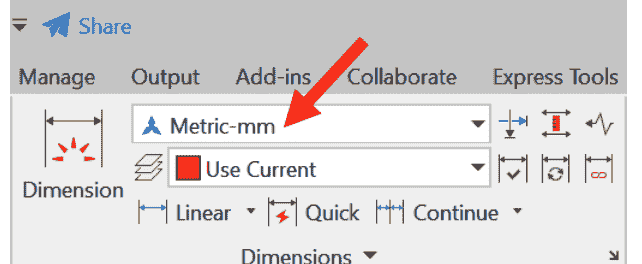 Share
Manage Output Add-ins Collaborate Express Tools
Metric-mm
Use Current
Dimension
Linear Quick Continue
Dimensions